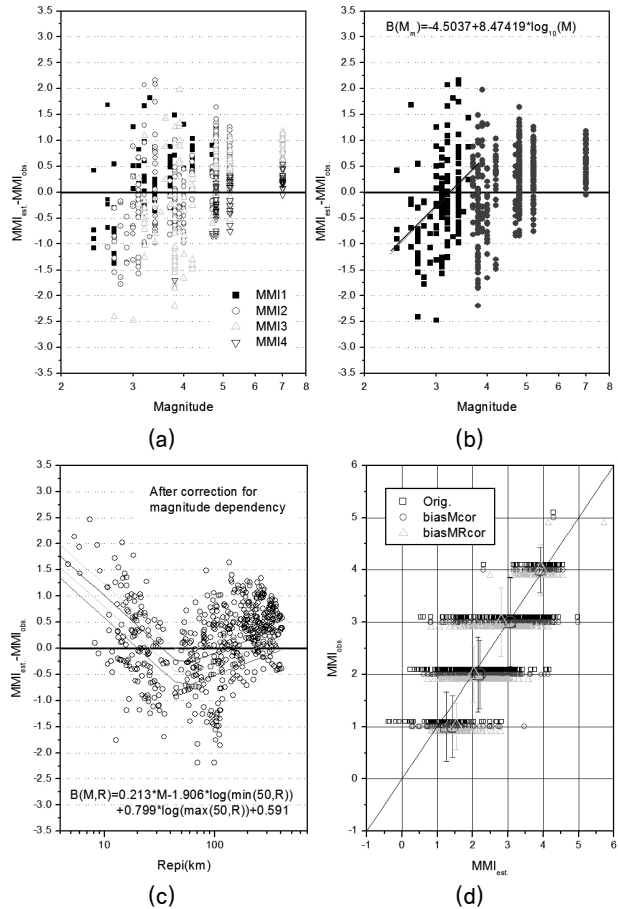 3.5
3.0
2.5
2.0
1.5
1.0
0.5
0.0
-0.5
-1.0
-1.5
-2.0
-2.5
-3.0
-3.5
MMIest.-MMIobs.
MMI1
MMI2
MMI3
MMI4
2 3 4 5 6 7 8
Magnitude
(a)
3.5
3.0
2.5
2.0
1.5
1.0
0.5
0.0
-0.5
-1.0
-1.5
-2.0
-2.5
-3.0
-3.5
MMIest.-MMIobs.
B(Mm)=-4.5037+8.47419*log10(M)
2 3 4 5 6 7 8
Magnitude
(b)
3.5
3.0
2.5
2.0
1.5
1.0
0.5
0.0
-0.5
-1.0
-1.5
-2.0
-2.5
-3.0
-3.5
MMIest.-MMIobs.
After correction for
magnitude dependency
B(M,R)=0.213*M-1.906*log(min(50,R))
+0.799*log(max(50,R))+0.591
10 100
Repi(km)
(c)
6
5
4
3
2
1
0
-1
MMIobs.
Orig.
biasMcor
biasMRcor
-1 0 1 2 3 4 5 6
MMIest.
(d)